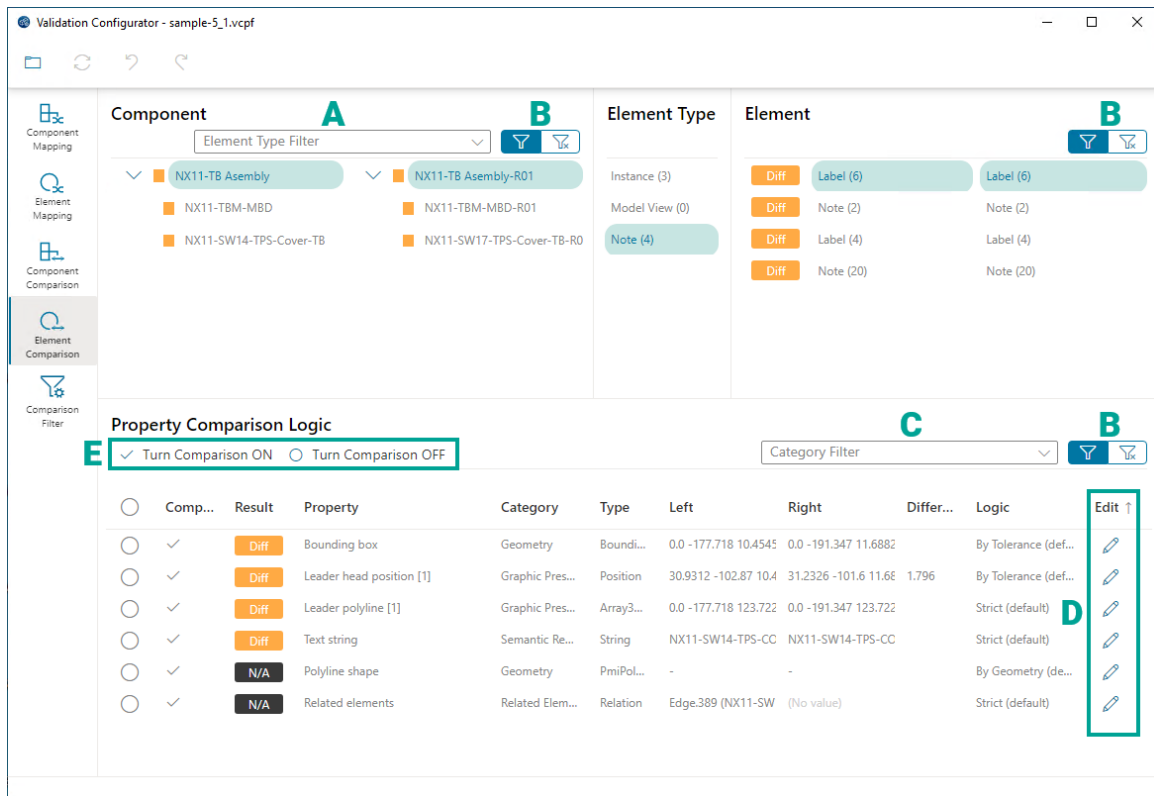 Validation Configurator - sample-5_1.vcpf
Component
A
B
Element Type
Element
B
Element Type Filter
Component
Mapping
Element
Mapping
Component
Comparison
Element
Comparison
Comparison
Filter
NX11-TB Asembly
NX11-TB Asembly-R01
NX11-TBM-MBD
NX11-TBM-MBD-R01
NX11-SW14-TPS-Cover-TB
NX11-SW17-TPS-Cover-TB-R0
Instance (3)
Model View (0)
Note (4)
Diff Label (6) Label (6)
Diff Note (2) Note (2)
Diff Label (4) Label (4)
Diff Note (20) Note (20)
Property Comparison Logic
C
B
E
Turn Comparison ON Turn Comparison OFF
Category Filter
Comp... Result Property Category Type Left Right Differ... Logic Edit ↑
Diff Bounding box Geometry Boundi... 0.0 -177.718 10.4545 0.0 -191.347 11.6882 By Tolerance (def...
Diff Leader head position [1] Graphic Pres... Position 30.9312 -102.87 10.4 31.2326 -101.6 11.68 1.796 By Tolerance (def...
Diff Leader polyline [1] Graphic Pres... Array3... 0.0 -177.718 123.722 0.0 -191.347 123.722 Strict (default)
D
Diff Text string Semantic Re... String NX11-SW14-TPS-CO NX11-SW14-TPS-CO Strict (default)
N/A Polyline shape Geometry PmiPol... - - By Geometry (de...
N/A Related elements Related Elem... Relation Edge.389 (NX11-SW (No value) Strict (default)